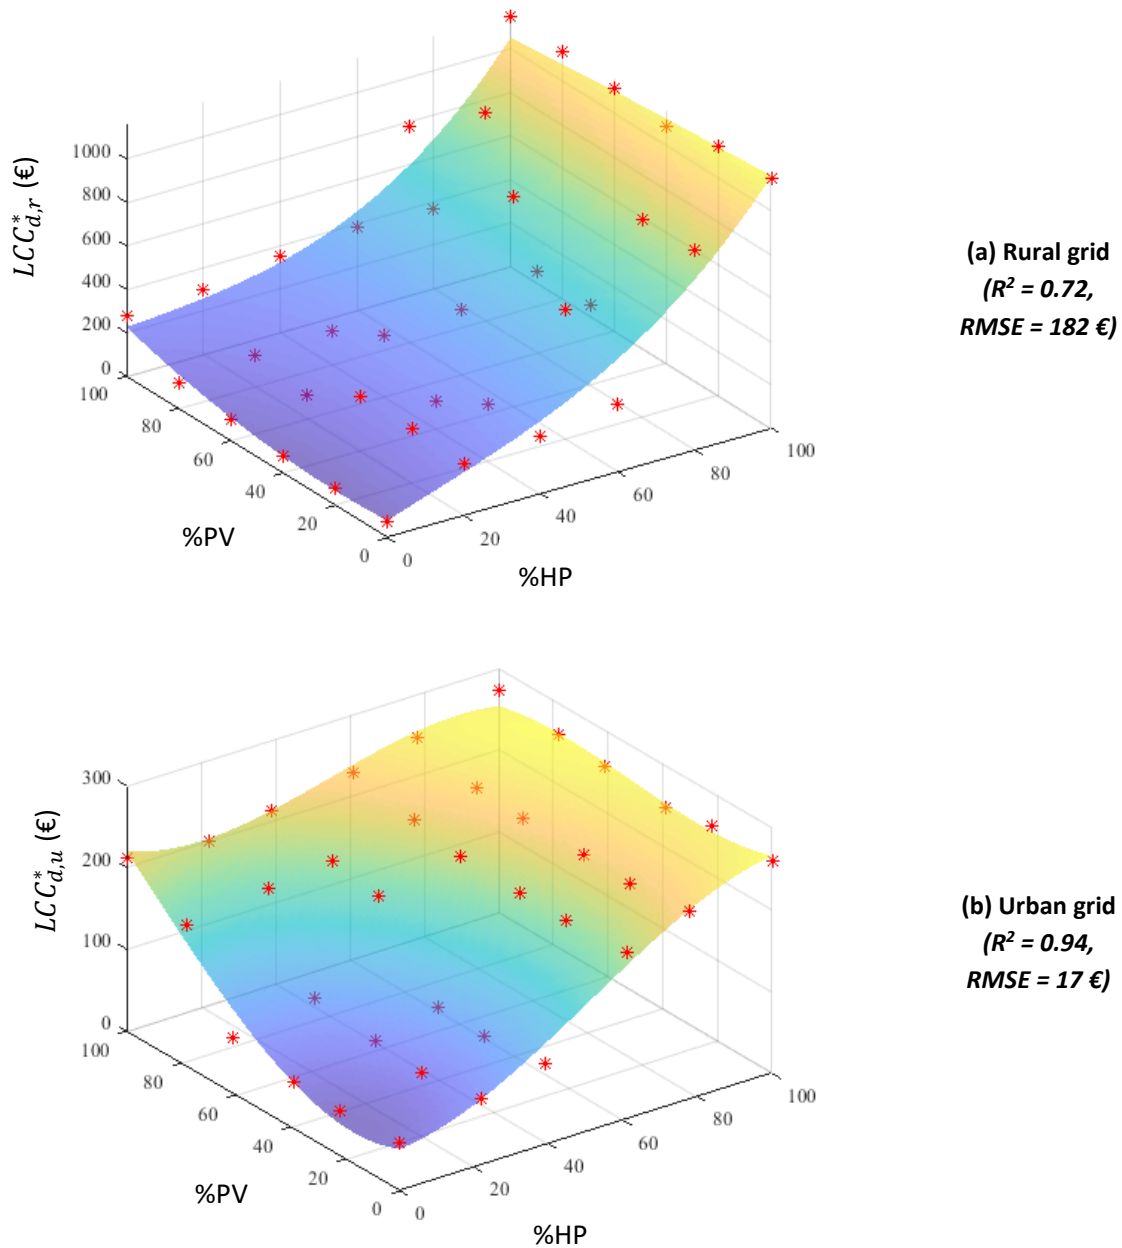 1000
800
600
400
200
0
LCC*d,r (€)
100
80
60
40
20
0
%PV
0
20
40
60
80
100
%HP
(a) Rural grid
(R² = 0.72,
RMSE = 182 €)
300
200
100
0
LCC*d,u (€)
100
80
60
40
20
0
%PV
0
20
40
60
80
100
%HP
(b) Urban grid
(R² = 0.94,
RMSE = 17 €)